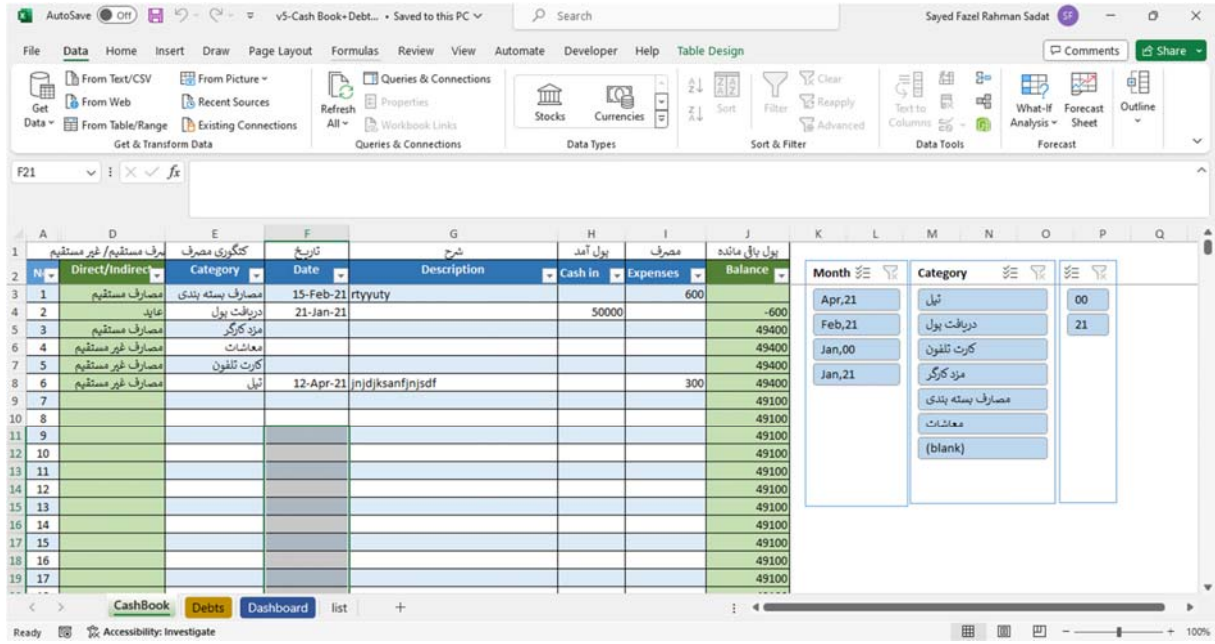 AutoSave Off v5-Cash Book+Debt... • Saved to this PC Search Sayed Fazel Rahman Sadat SF
File Data Home Insert Draw Page Layout Formulas Review View Automate Developer Help Table Design Comments Share
Get Data
From Text/CSV
From Web
From Table/Range
From Picture
Recent Sources
Existing Connections
Get & Transform Data
Refresh All
Queries & Connections
Properties
Workbook Links
Queries & Connections
Stocks Currencies
Data Types
Sort Filter
Clear
Reapply
Advanced
Sort & Filter
Text to Columns
Data Tools
What-If Analysis
Forecast Sheet
Forecast
Outline
F21 fx
A D E F G H I J K L M N O P Q
1 صرف مستقیم/ غیر مستقیم کتگوری مصرف تاریخ شرح پول آمد مصرف پول باقی مانده
2 Direct/Indirect Category Date Description Cash in Expenses Balance
3 1 مصارف مستقیم مصارف بسته بندی 15-Feb-21 rtyyuty 600
4 2 عاید دریافت پول 21-Jan-21 50000 -600
5 3 مصارف مستقیم مزد کارگر 49400
6 4 مصارف غیر مستقیم معاشات 49400
7 5 مصارف غیر مستقیم کارت تلفون 49400
8 6 مصارف غیر مستقیم تیل 12-Apr-21 jnjdjksanfjnjsdf 300 49400
9 7 49100
10 8 49100
11 9 49100
12 10 49100
13 11 49100
14 12 49100
15 13 49100
16 14 49100
17 15 49100
18 16 49100
19 17 49100
Month
Apr,21
Feb,21
Jan,00
Jan,21
Category
تیل
دریافت پول
کارت تلفون
مزد کارگر
مصارف بسته بندی
معاشات
(blank)
00
21
CashBook Debts Dashboard list
Ready Accessibility: Investigate 100%